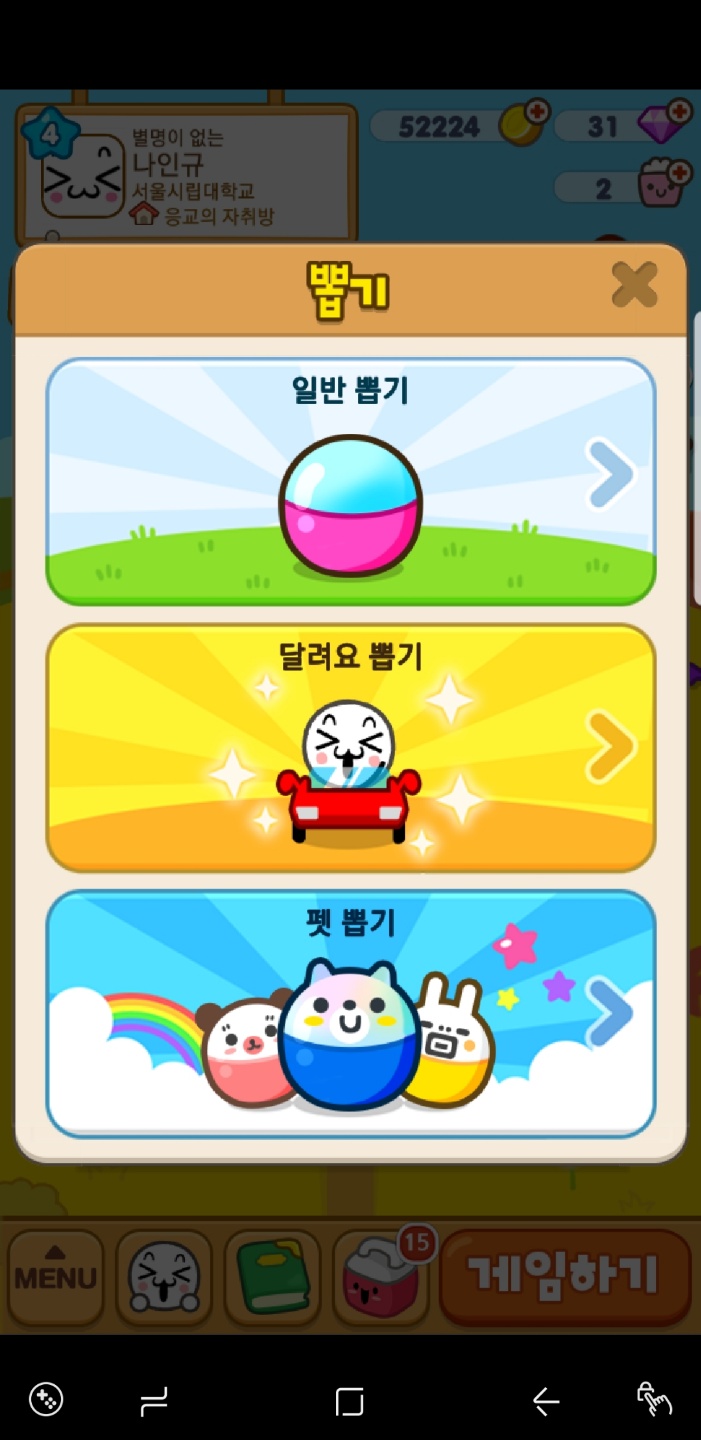 4
별명이 없는
나인규
서울시립대학교
응교의 자취방
52224
31
2
뽑기
일반 뽑기
달려요 뽑기
펫 뽑기
MENU
15
게임하기